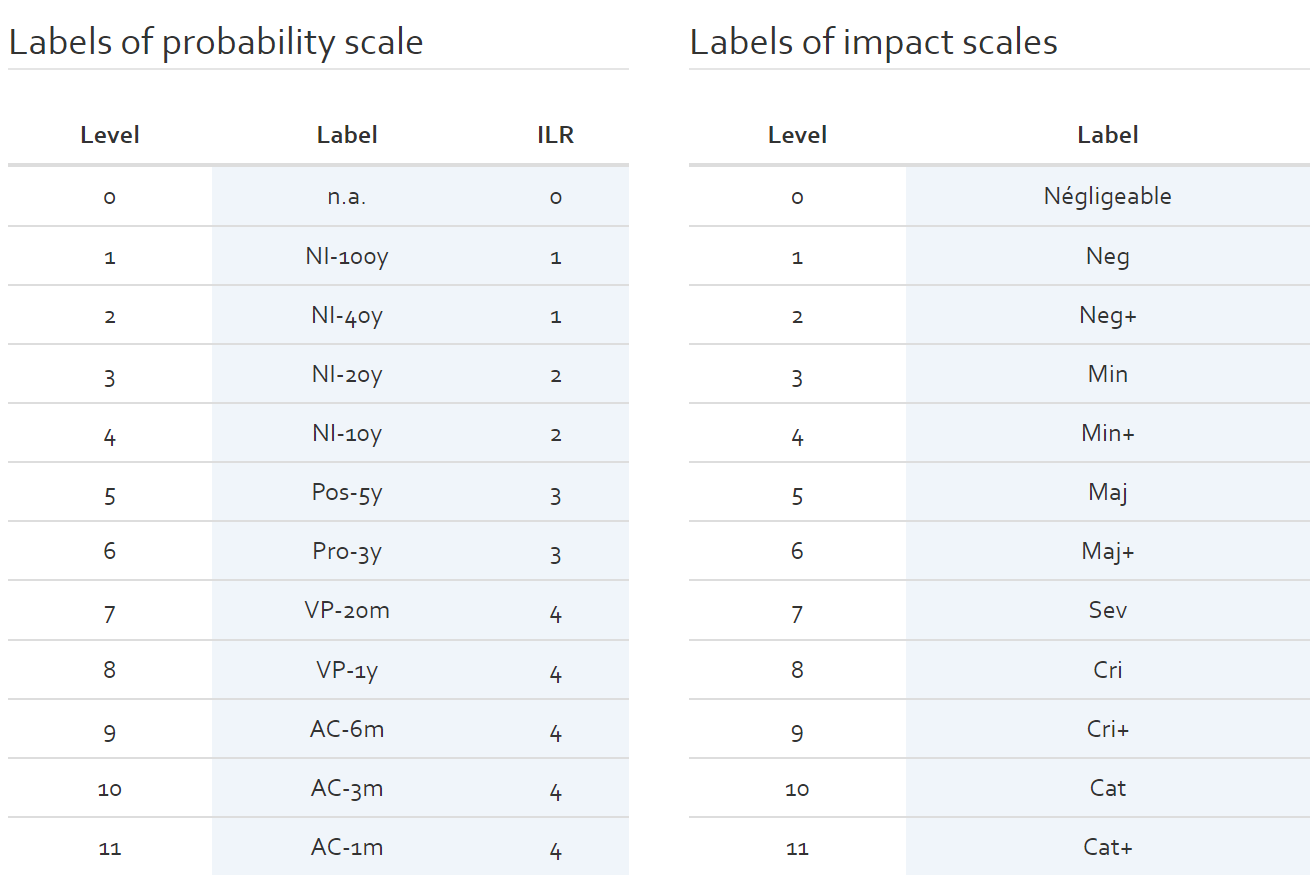 Labels of probability scale
Level Label ILR
0 n.a. 0
1 NI-100y 1
2 NI-40y 1
3 NI-20y 2
4 NI-10y 2
5 Pos-5y 3
6 Pro-3y 3
7 VP-20m 4
8 VP-1y 4
9 AC-6m 4
10 AC-3m 4
11 AC-1m 4
Labels of impact scales
Level Label
0 Négligeable
1 Neg
2 Neg+
3 Min
4 Min+
5 Maj
6 Maj+
7 Sev
8 Cri
9 Cri+
10 Cat
11 Cat+